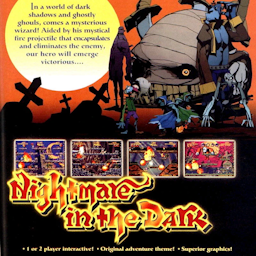 In a world of dark
shadows and ghostly
ghouls, comes a mysterious
wizard! Aided by his mystical
fire projectile that encapsulates
and eliminates the enemy,
our hero will emerge
victorious....
Nightmare
in the Dark
• 1 or 2 player interactive! • Original adventure theme! • Superior graphics!